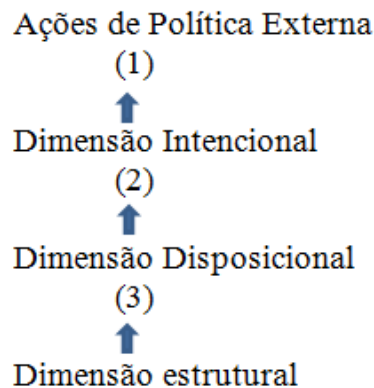 Ações de Política Externa
(1)
Dimensão Intencional
(2)
Dimensão Disposicional
(3)
Dimensão estrutural